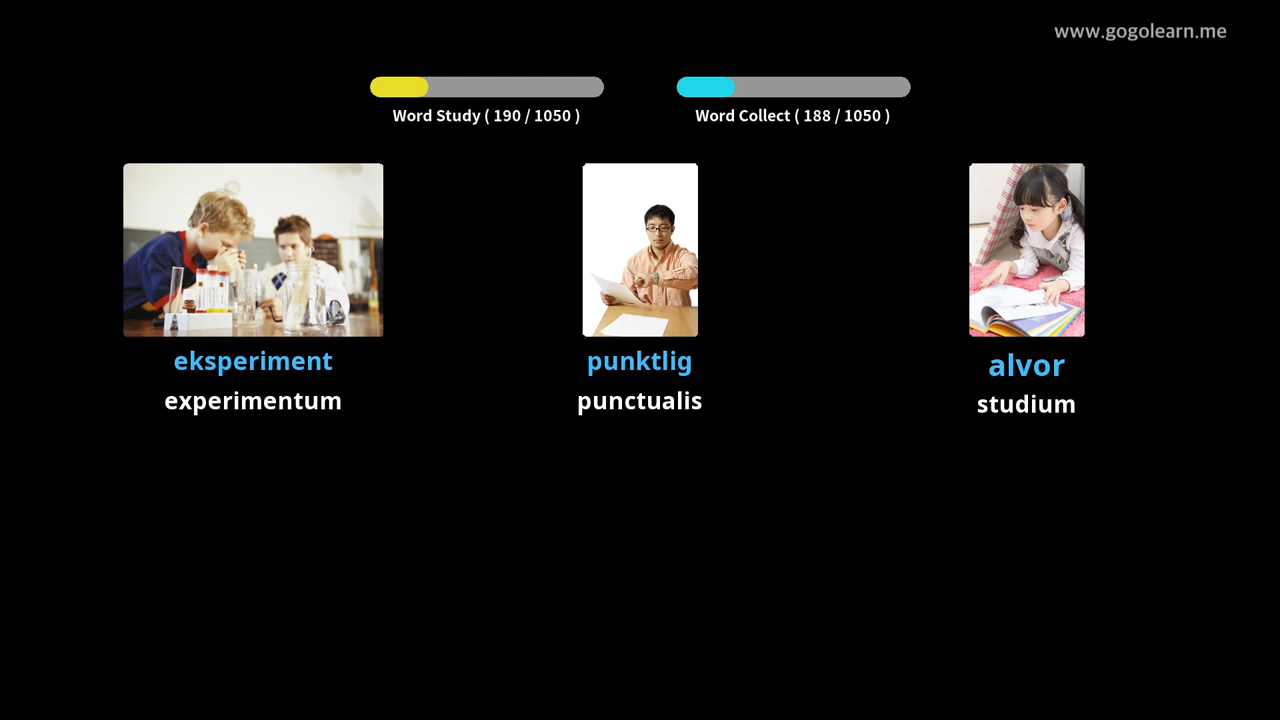 www.gogolearn.me
Word Study ( 190 / 1050 )
Word Collect ( 188 / 1050 )
eksperiment
experimentum
punktlig
punctualis
alvor
studium